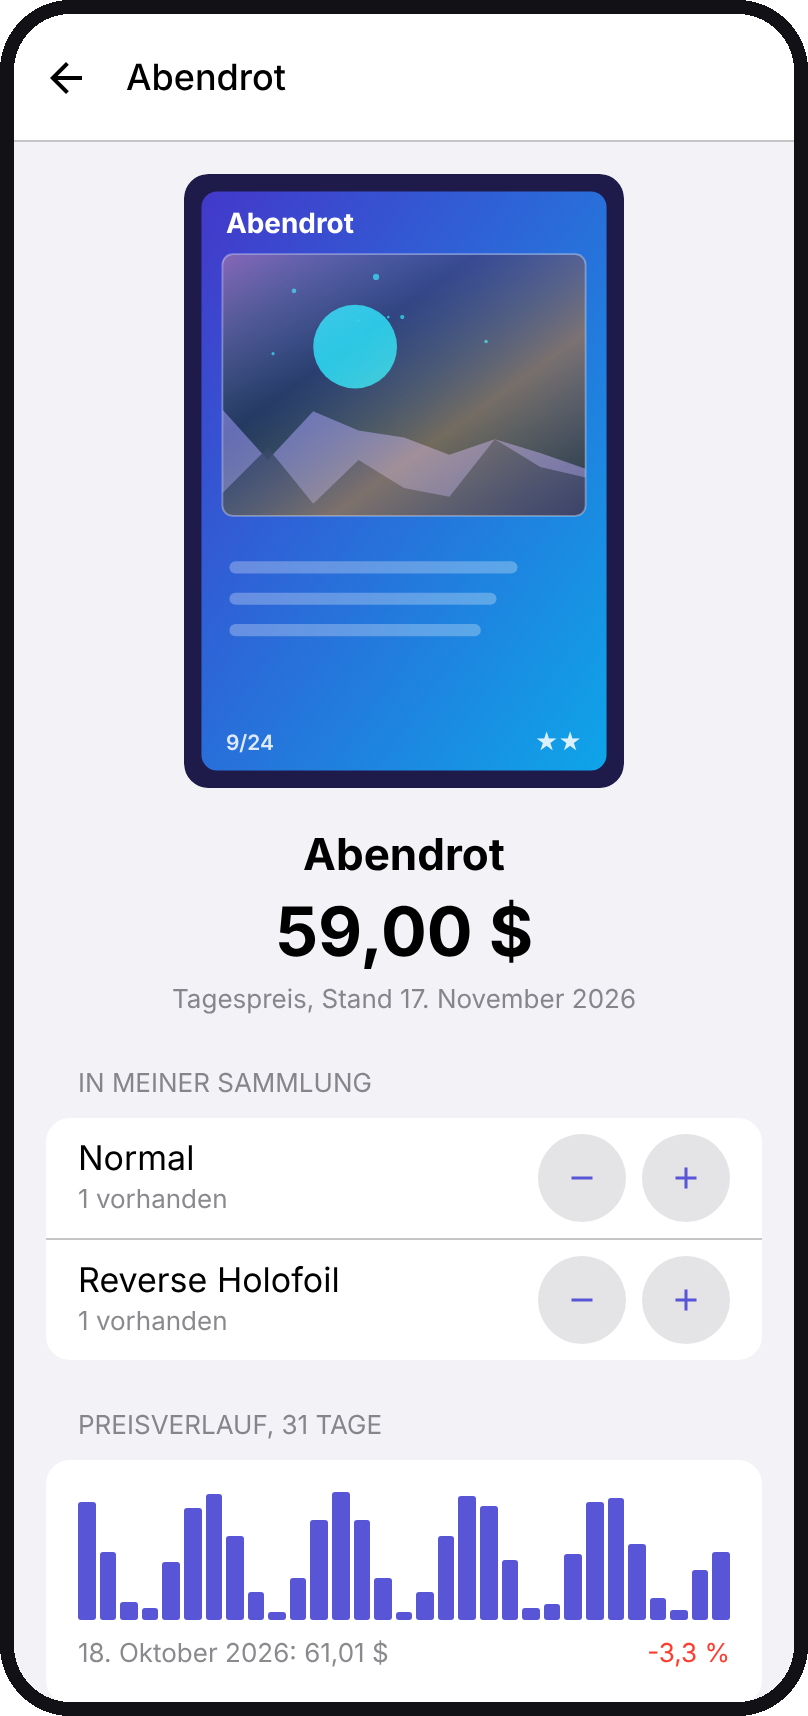 Abendrot
Abendrot
9/24 ★★
Abendrot
59,00 $
Tagespreis, Stand 17. November 2026
IN MEINER SAMMLUNG
Normal
1 vorhanden
Reverse Holofoil
1 vorhanden
PREISVERLAUF, 31 TAGE
18. Oktober 2026: 61,01 $ -3,3 %